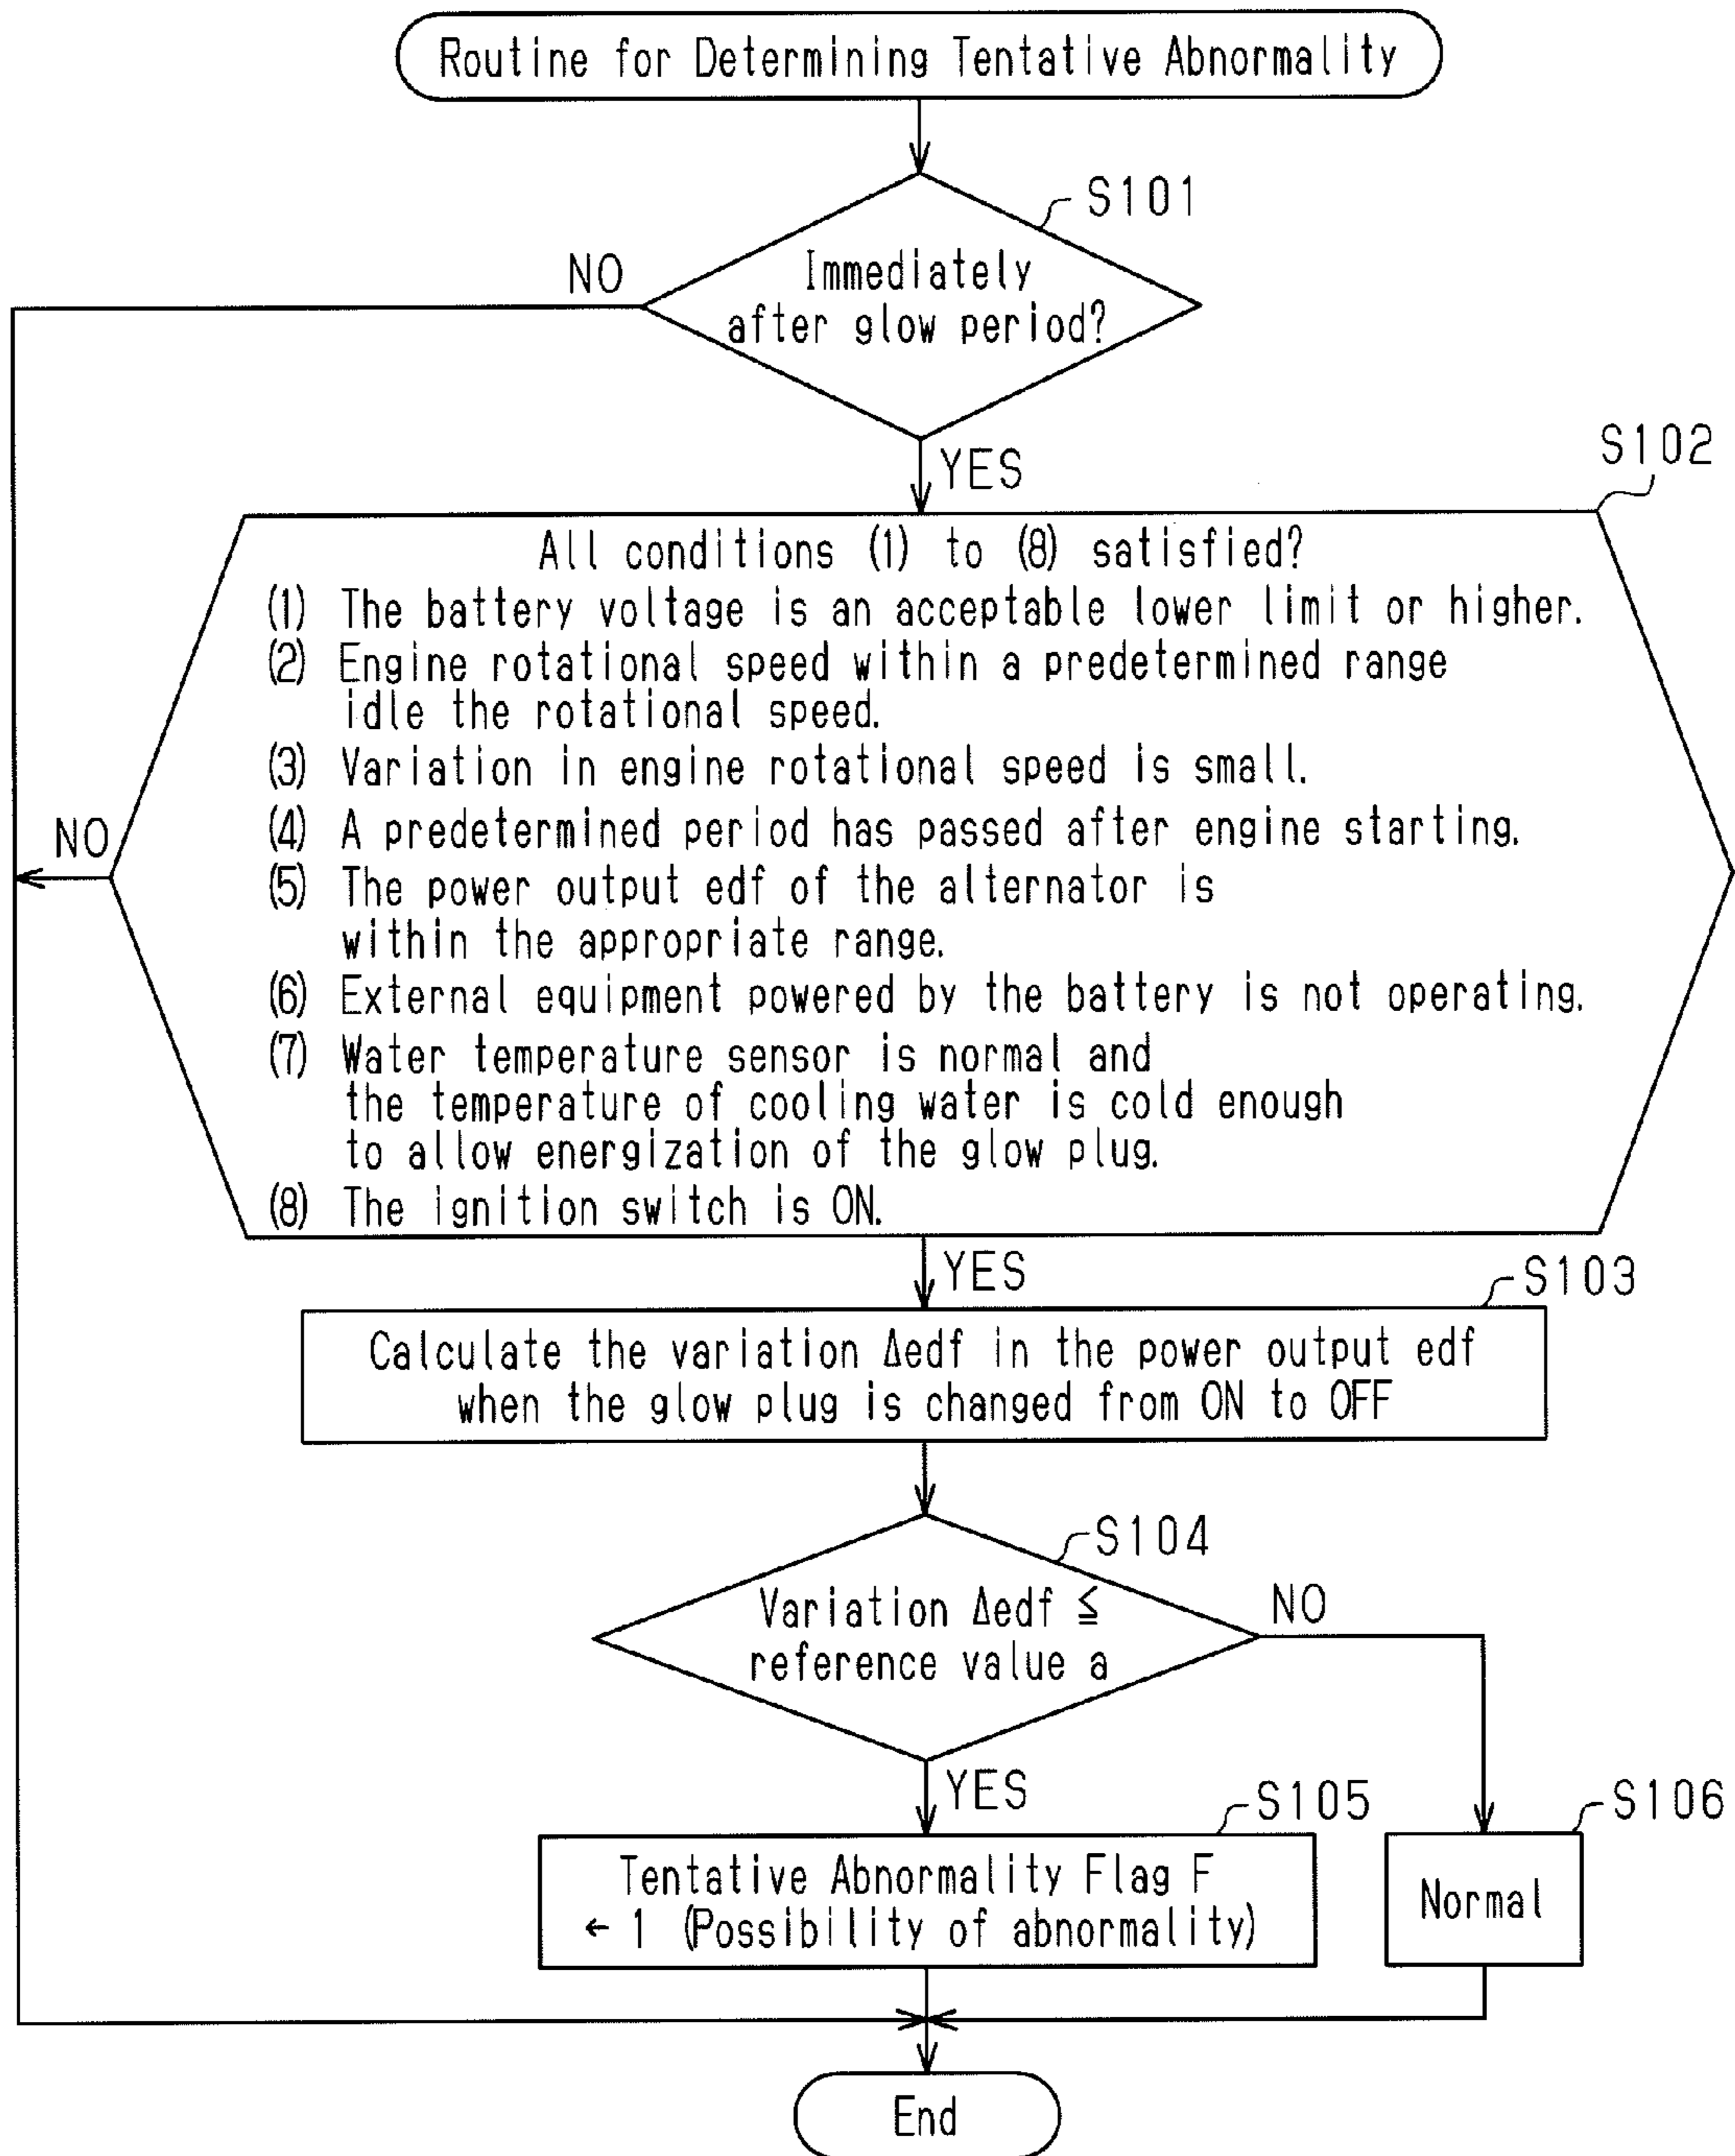 Routine for Determining Tentative Abnormality
S101
NO
Immediately
after glow period?
YES
S102
All conditions (1) to (8) satisfied?
(1) The battery voltage is an acceptable lower limit or higher.
(2) Engine rotational speed within a predetermined range
idle the rotational speed.
(3) Variation in engine rotational speed is small.
(4) A predetermined period has passed after engine starting.
NO
(5) The power output edf of the alternator is
within the appropriate range.
(6) External equipment powered by the battery is not operating.
(7) Water temperature sensor is normal and
the temperature of cooling water is cold enough
to allow energization of the glow plug.
(8) The ignition switch is ON.
YES
S103
Calculate the variation Δedf in the power output edf
when the glow plug is changed from ON to OFF
S104
Variation Δedf ≦
reference value a
NO
YES
S105
S106
Tentative Abnormality Flag F
← 1 (Possibility of abnormality)
Normal
End